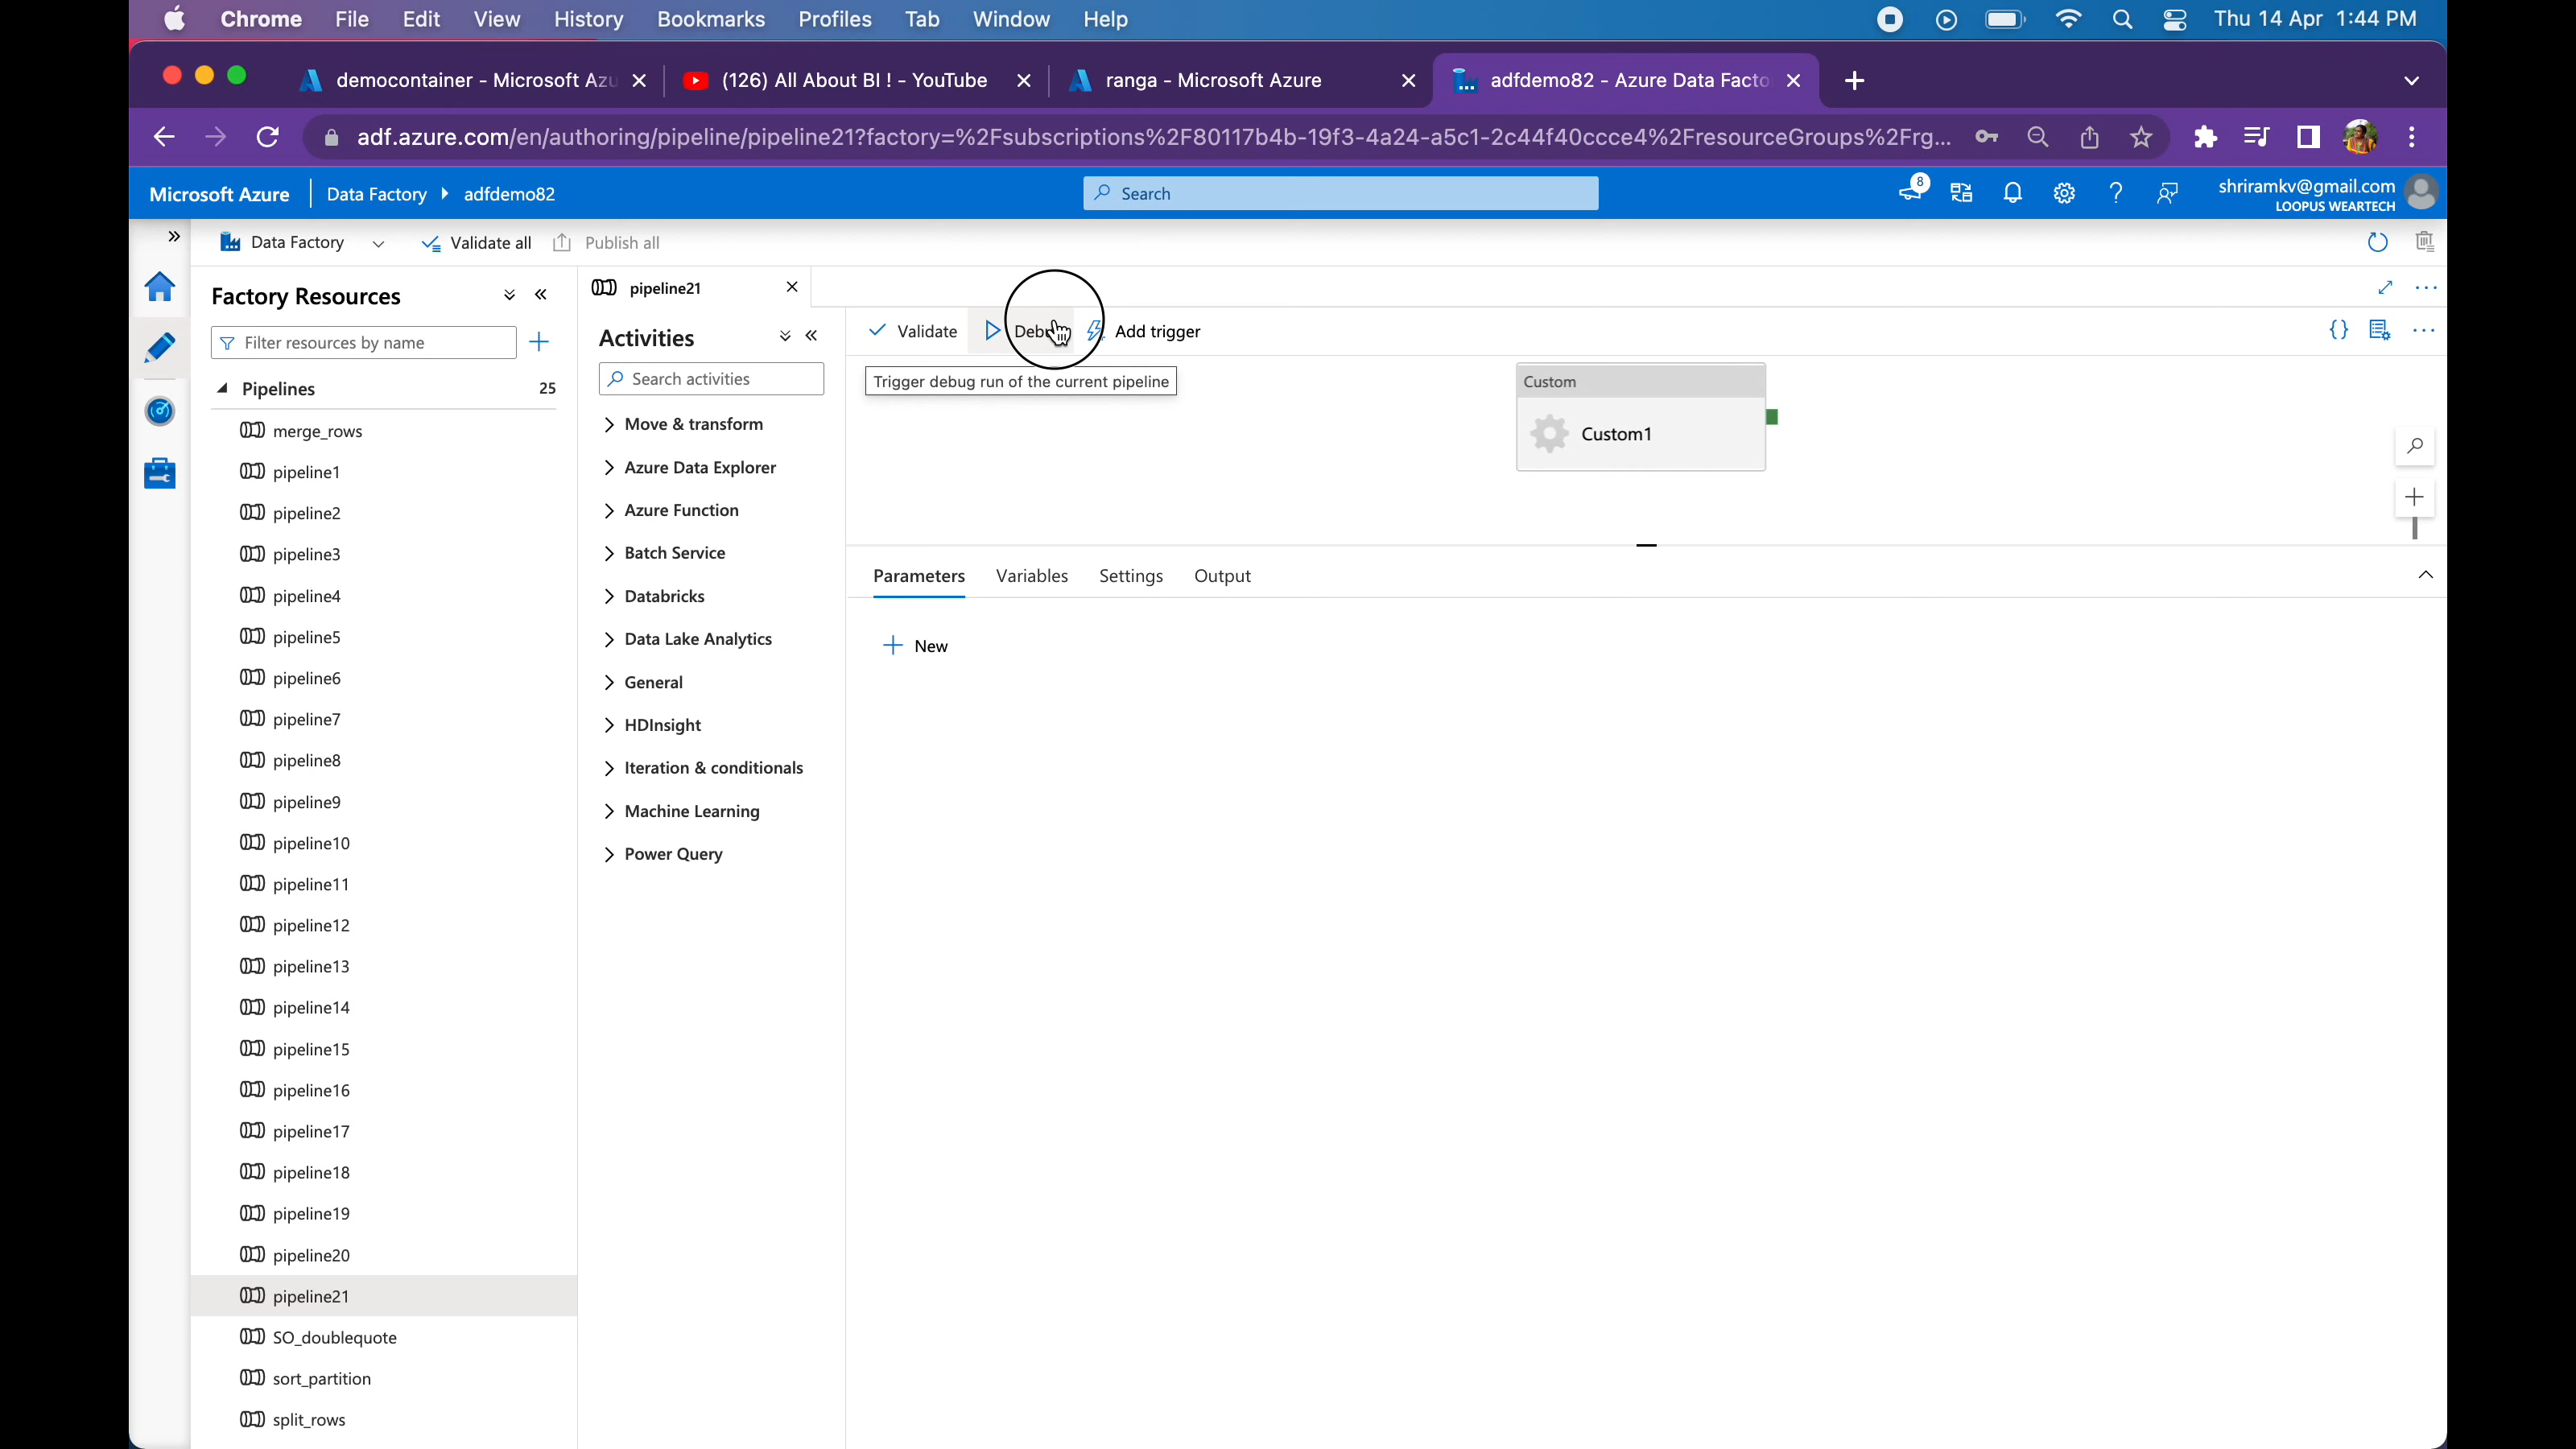 Chrome File Edit View History Bookmarks Profiles Tab Window Help Thu 14 Apr 1:44 PM
democontainer - Microsoft Azu (126) All About BI ! - YouTube ranga - Microsoft Azure adfdemo82 - Azure Data Facto
adf.azure.com/en/authoring/pipeline/pipeline21?factory=%2Fsubscriptions%2F80117b4b-19f3-4a24-a5c1-2c44f40ccce4%2FresourceGroups%2Frg...
Microsoft Azure Data Factory adfdemo82 Search 8 shriramkv@gmail.com
LOOPUS WEARTECH
Data Factory Validate all Publish all
Factory Resources
Filter resources by name
Pipelines 25
merge_rows
pipeline1
pipeline2
pipeline3
pipeline4
pipeline5
pipeline6
pipeline7
pipeline8
pipeline9
pipeline10
pipeline11
pipeline12
pipeline13
pipeline14
pipeline15
pipeline16
pipeline17
pipeline18
pipeline19
pipeline20
pipeline21
SO_doublequote
sort_partition
split_rows
pipeline21
Activities
Search activities
Move & transform
Azure Data Explorer
Azure Function
Batch Service
Databricks
Data Lake Analytics
General
HDInsight
Iteration & conditionals
Machine Learning
Power Query
Validate Debu Add trigger
Trigger debug run of the current pipeline
Custom
Custom1
Parameters Variables Settings Output
New